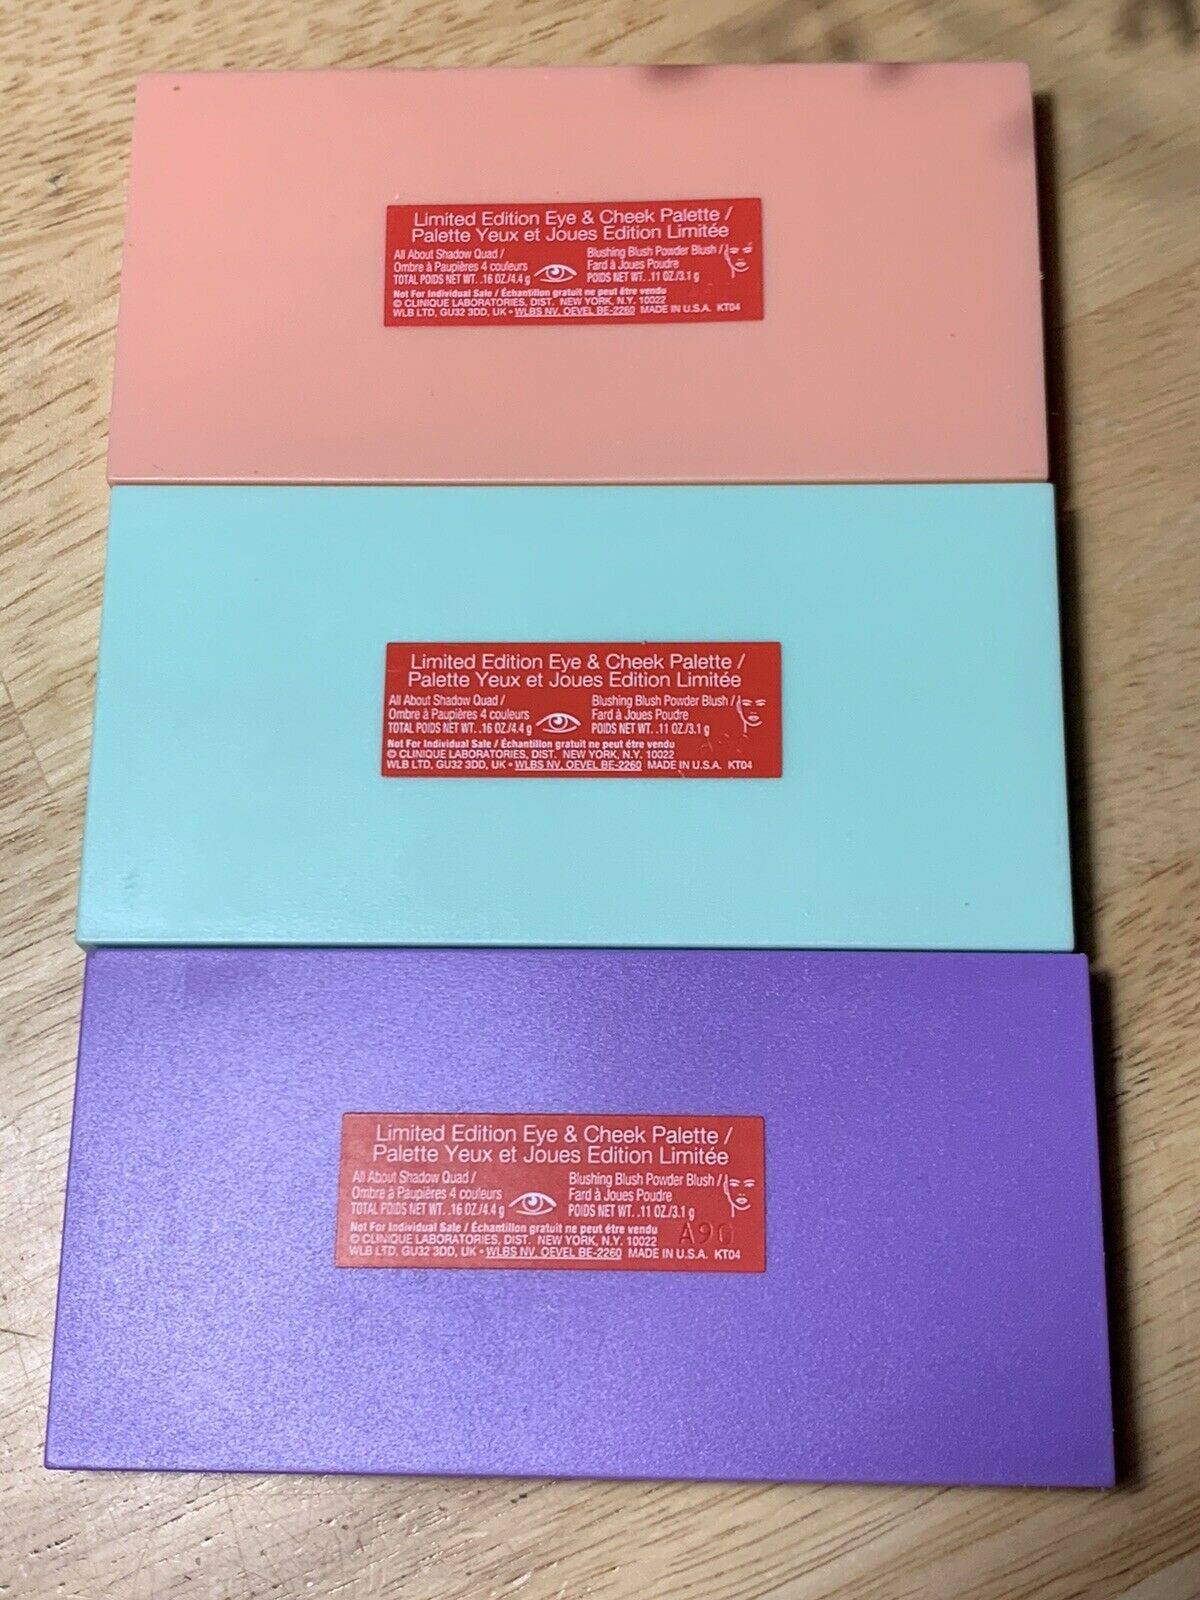 Limited Edition Eye & Cheek Palette /
Palette Yeux et Joues Edition Limitée
All About Shadow Quad /
Ombre à Paupières 4 couleurs
TOTAL POIDS NET WT. .16 OZ./4.4 g
Blushing Blush Powder Blush /
Fard à Joues Poudre
POIDS NET WT. .11 OZ./3.1 g
Not For Individual Sale / Échantillon gratuit ne peut être vendu
© CLINIQUE LABORATORIES, DIST. NEW YORK, N.Y. 10022
WLB LTD, GU32 3DD, UK • WLBS NV, OEVEL BE-2260 MADE IN U.S.A. KT04
Limited Edition Eye & Cheek Palette /
Palette Yeux et Joues Edition Limitée
All About Shadow Quad /
Ombre à Paupières 4 couleurs
TOTAL POIDS NET WT. .16 OZ./4.4 g
Blushing Blush Powder Blush /
Fard à Joues Poudre
POIDS NET WT. .11 OZ./3.1 g
Not For Individual Sale / Échantillon gratuit ne peut être vendu
© CLINIQUE LABORATORIES, DIST. NEW YORK, N.Y. 10022
WLB LTD, GU32 3DD, UK • WLBS NV, OEVEL BE-2260 MADE IN U.S.A. KT04
Limited Edition Eye & Cheek Palette /
Palette Yeux et Joues Edition Limitée
All About Shadow Quad /
Ombre à Paupières 4 couleurs
TOTAL POIDS NET WT. .16 OZ./4.4 g
Blushing Blush Powder Blush /
Fard à Joues Poudre
POIDS NET WT. .11 OZ./3.1 g
Not For Individual Sale / Échantillon gratuit ne peut être vendu
© CLINIQUE LABORATORIES, DIST. NEW YORK, N.Y. 10022
WLB LTD, GU32 3DD, UK • WLBS NV, OEVEL BE-2260 MADE IN U.S.A. KT04